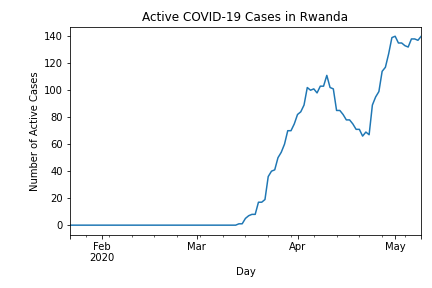 Active COVID-19 Cases in Rwanda
Number of Active Cases
140
120
100
80
60
40
20
0
Feb
2020
Mar
Apr
May
Day